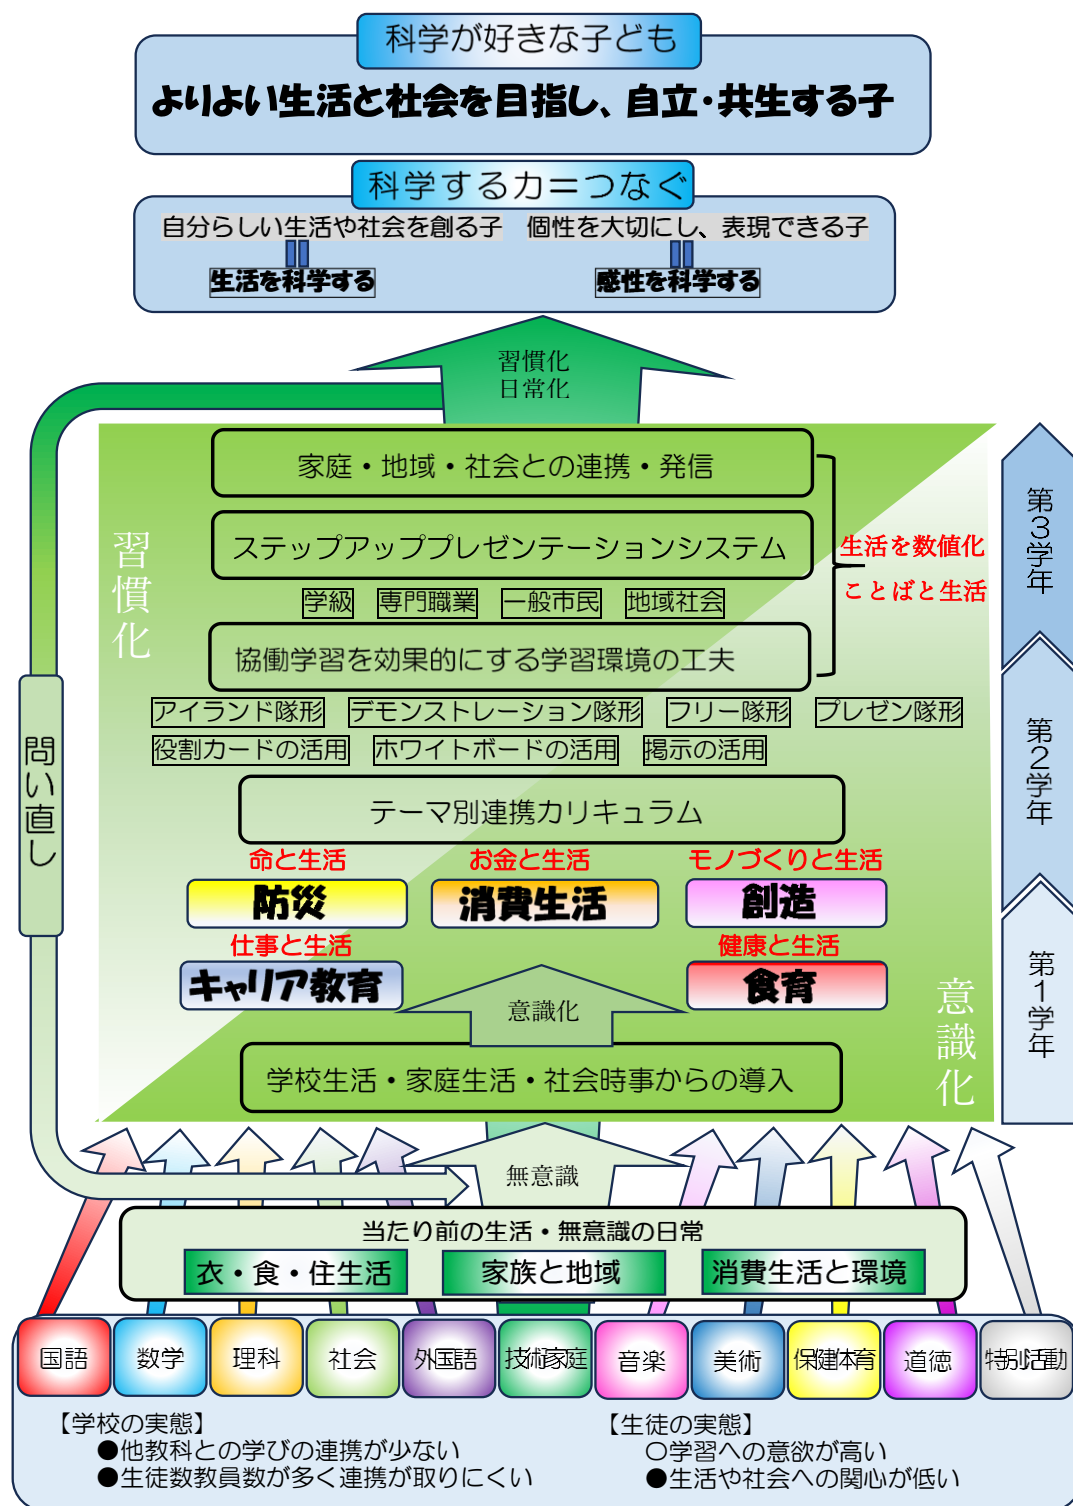 科学が好きな子ども
よりよい生活と社会を目指し、自立・共生する子
科学する力＝つなぐ
自分らしい生活や社会を創る子　個性を大切にし、表現できる子
生活を科学する　感性を科学する
習慣化
日常化
家庭・地域・社会との連携・発信
ステップアッププレゼンテーションシステム
生活を数値化
ことばと生活
学級　専門職業　一般市民　地域社会
協働学習を効果的にする学習環境の工夫
アイランド隊形　デモンストレーション隊形　フリー隊形　プレゼン隊形
役割カードの活用　ホワイトボードの活用　掲示の活用
テーマ別連携カリキュラム
命と生活　お金と生活　モノづくりと生活
防災　消費生活　創造
仕事と生活　健康と生活
キャリア教育　食育
意識化
学校生活・家庭生活・社会時事からの導入
習慣化
意識化
問い直し
第３学年
第２学年
第１学年
無意識
当たり前の生活・無意識の日常
衣・食・住生活　家族と地域　消費生活と環境
国語　数学　理科　社会　外国語　技術家庭　音楽　美術　保健体育　道徳　特別活動
【学校の実態】
●他教科との学びの連携が少ない
●生徒数教員数が多く連携が取りにくい
【生徒の実態】
○学習への意欲が高い
●生活や社会への関心が低い